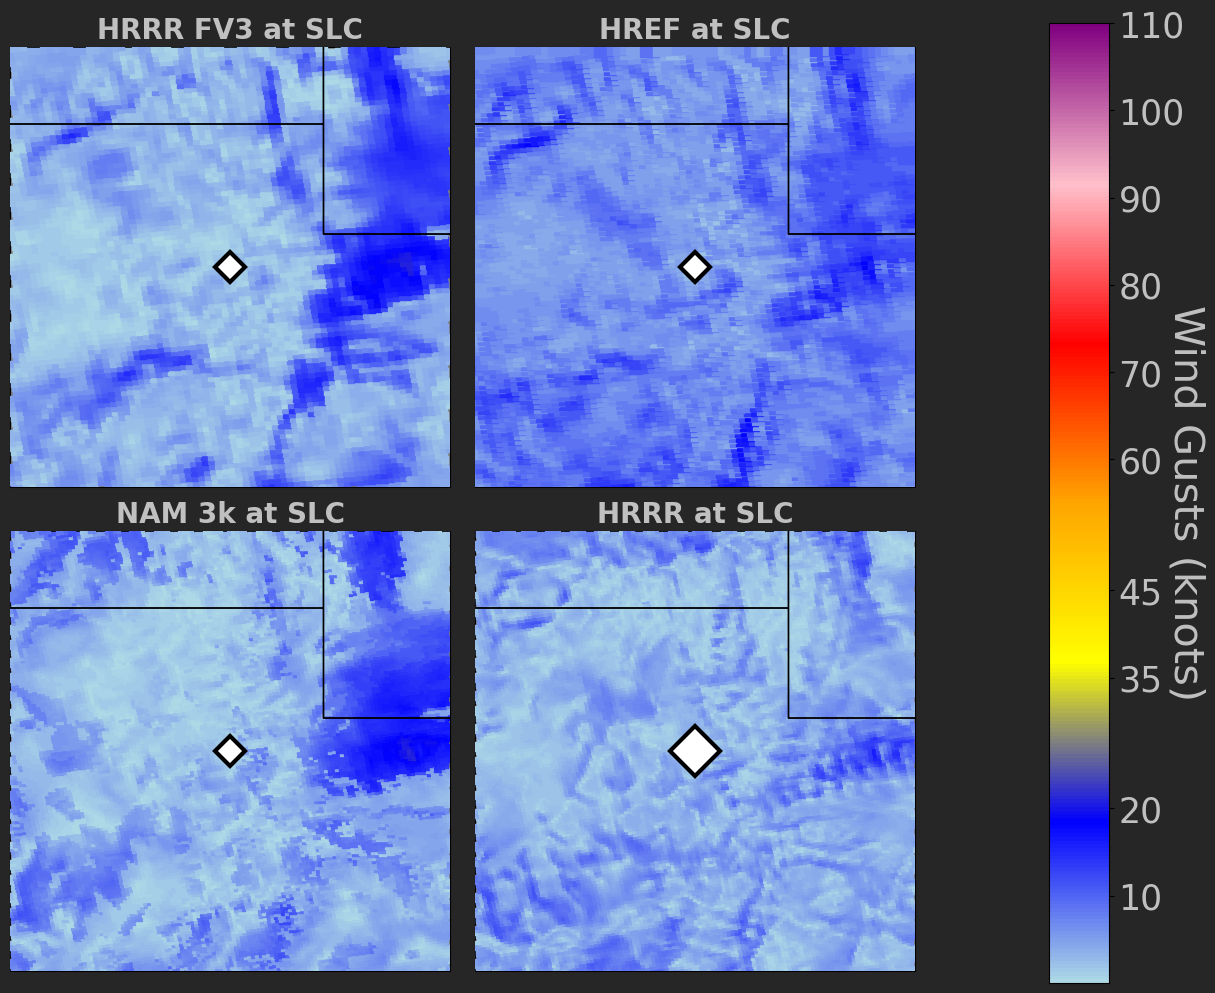 HRRR FV3 at SLC
HREF at SLC
NAM 3k at SLC
HRRR at SLC
110
100
90
80
70
60
45
35
20
10
Wind Gusts (knots)